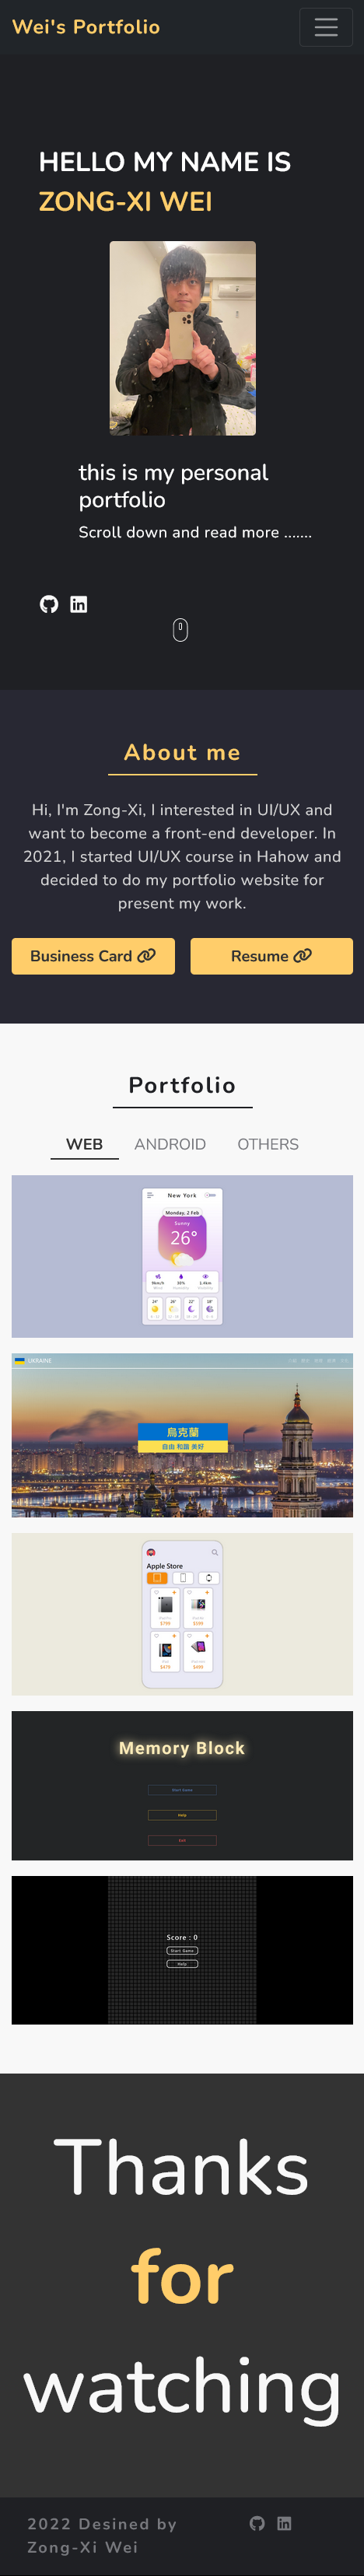 Wei's Portfolio
HELLO MY NAME IS
ZONG-XI WEI
this is my personal
portfolio
Scroll down and read more .......
About me
Hi, I'm Zong-Xi, I interested in UI/UX and
want to become a front-end developer. In
2021, I started UI/UX course in Hahow and
decided to do my portfolio website for
present my work.
Business Card
Resume
Portfolio
WEB ANDROID OTHERS
New York
Monday, 2 Feb
Sunny
26°
UKRAINE
烏克蘭
自由 和諧 美好
Apple Store
Memory Block
Start Game
Help
Exit
Score : 0
Start Game
Help
Thanks
for
watching
2022 Desined by
Zong-Xi Wei